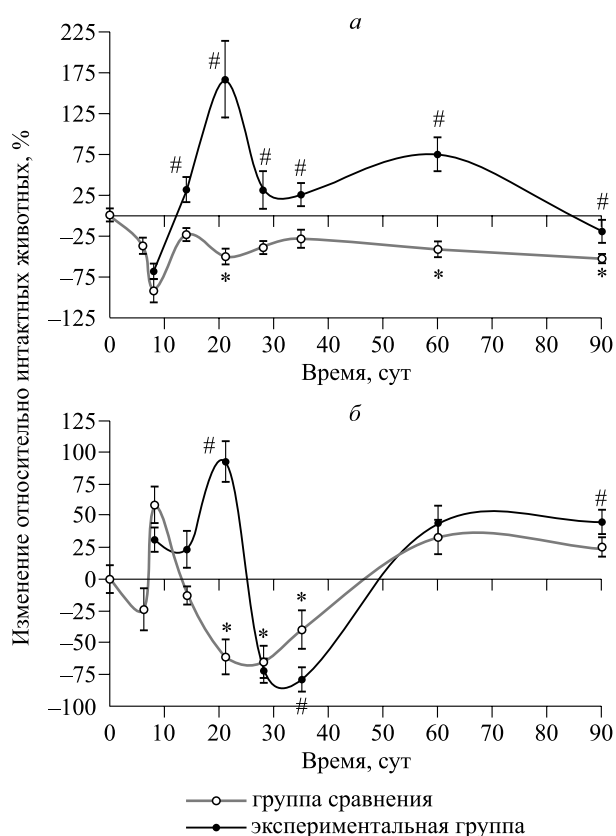 Изменение относительно интактных животных, %
а
225
175
125
75
25
–25
–75
–125
# # # # # #
* * *
0 10 20 30 40 50 60 70 80 90
Время, сут
б
125
100
75
50
25
0
–25
–50
–75
–100
# #
* * *
#
0 10 20 30 40 50 60 70 80 90
Время, сут
группа сравнения
экспериментальная группа